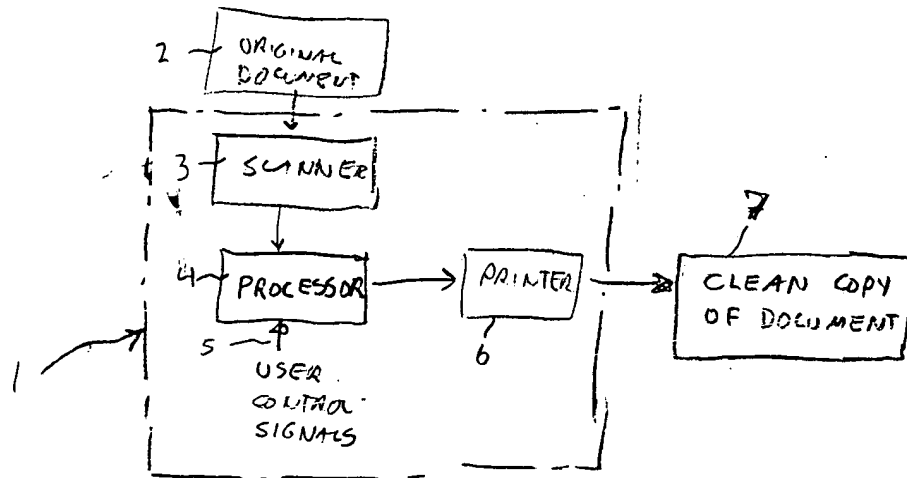 2
ORIGINAL
DOCUMENT
3
SCANNER
4
PROCESSOR
PRINTER
7
CLEAN COPY
OF DOCUMENT
5
6
1
USER
CONTROL
SIGNALS